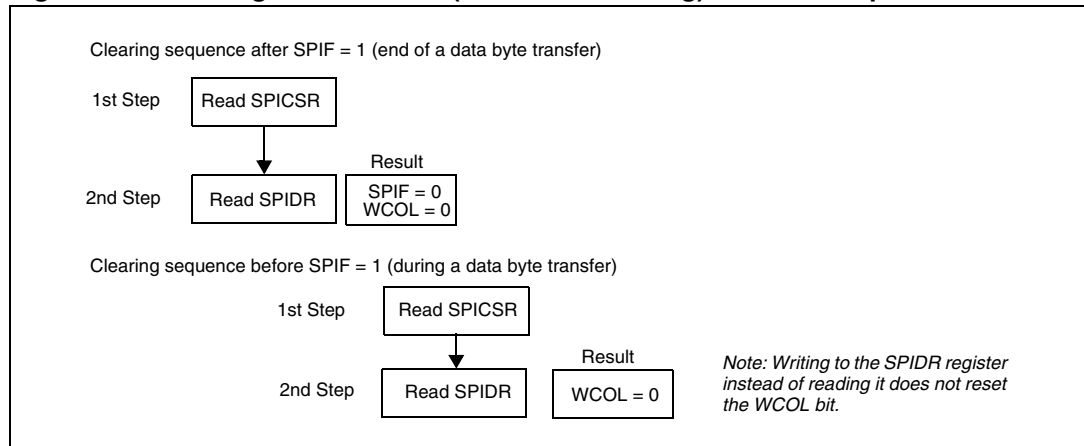 Clearing sequence after SPIF = 1 (end of a data byte transfer)
1st Step
Read SPICSR
Result
2nd Step
Read SPIDR
SPIF = 0
WCOL = 0
Clearing sequence before SPIF = 1 (during a data byte transfer)
1st Step
Read SPICSR
Result
2nd Step
Read SPIDR
WCOL = 0
Note: Writing to the SPIDR register
instead of reading it does not reset
the WCOL bit.